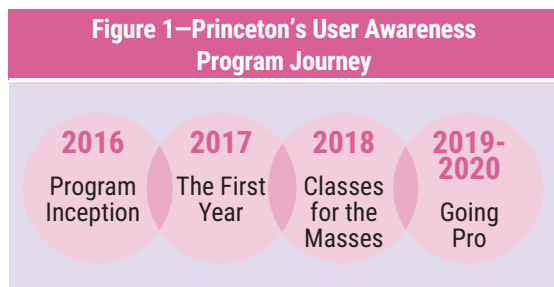 Figure 1—Princeton's User Awareness
Program Journey
2016
Program
Inception
2017
The First
Year
2018
Classes
for the
Masses
2019-
2020
Going
Pro